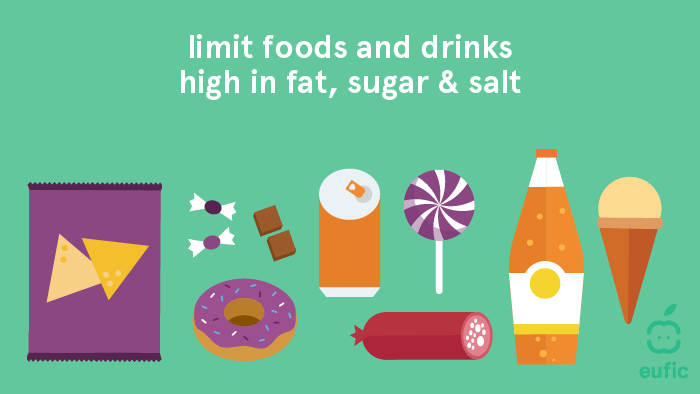 limit foods and drinks
high in fat, sugar & salt
eufic